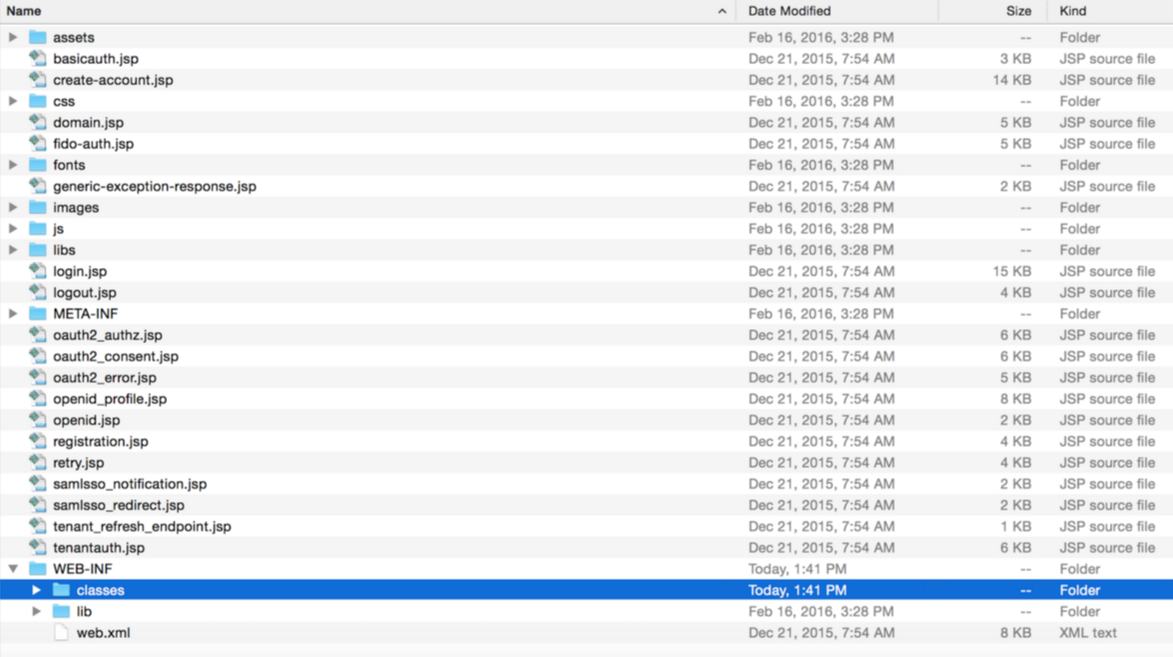 Name Date Modified Size Kind
assets Feb 16, 2016, 3:28 PM -- Folder
basicauth.jsp Dec 21, 2015, 7:54 AM 3 KB JSP source file
create-account.jsp Dec 21, 2015, 7:54 AM 14 KB JSP source file
css Feb 16, 2016, 3:28 PM -- Folder
domain.jsp Dec 21, 2015, 7:54 AM 5 KB JSP source file
fido-auth.jsp Dec 21, 2015, 7:54 AM 5 KB JSP source file
fonts Feb 16, 2016, 3:28 PM -- Folder
generic-exception-response.jsp Dec 21, 2015, 7:54 AM 2 KB JSP source file
images Feb 16, 2016, 3:28 PM -- Folder
js Feb 16, 2016, 3:28 PM -- Folder
libs Feb 16, 2016, 3:28 PM -- Folder
login.jsp Dec 21, 2015, 7:54 AM 15 KB JSP source file
logout.jsp Dec 21, 2015, 7:54 AM 4 KB JSP source file
META-INF Feb 16, 2016, 3:28 PM -- Folder
oauth2_authz.jsp Dec 21, 2015, 7:54 AM 6 KB JSP source file
oauth2_consent.jsp Dec 21, 2015, 7:54 AM 6 KB JSP source file
oauth2_error.jsp Dec 21, 2015, 7:54 AM 5 KB JSP source file
openid_profile.jsp Dec 21, 2015, 7:54 AM 8 KB JSP source file
openid.jsp Dec 21, 2015, 7:54 AM 2 KB JSP source file
registration.jsp Dec 21, 2015, 7:54 AM 4 KB JSP source file
retry.jsp Dec 21, 2015, 7:54 AM 4 KB JSP source file
samlsso_notification.jsp Dec 21, 2015, 7:54 AM 2 KB JSP source file
samlsso_redirect.jsp Dec 21, 2015, 7:54 AM 2 KB JSP source file
tenant_refresh_endpoint.jsp Dec 21, 2015, 7:54 AM 1 KB JSP source file
tenantauth.jsp Dec 21, 2015, 7:54 AM 6 KB JSP source file
WEB-INF Today, 1:41 PM -- Folder
classes Today, 1:41 PM -- Folder
lib Feb 16, 2016, 3:28 PM -- Folder
web.xml Dec 21, 2015, 7:54 AM 8 KB XML text